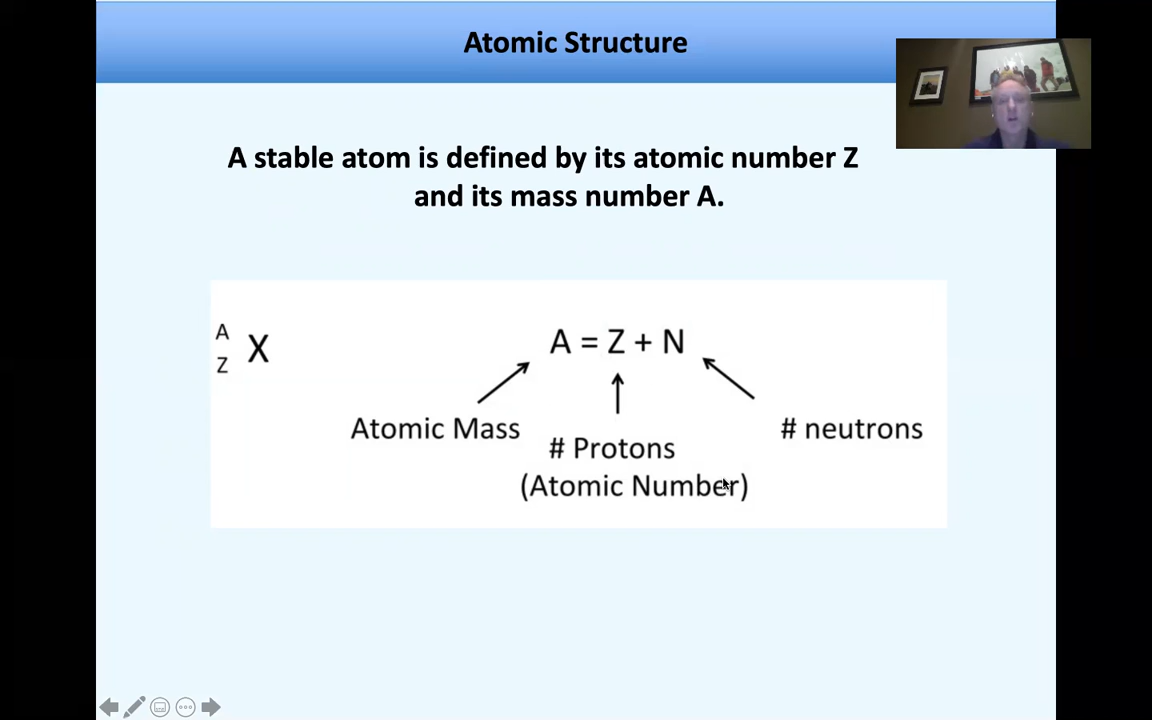 Atomic Structure
A stable atom is defined by its atomic number Z
and its mass number A.
A
Z
X
A = Z + N
Atomic Mass
# Protons
(Atomic Number)
# neutrons